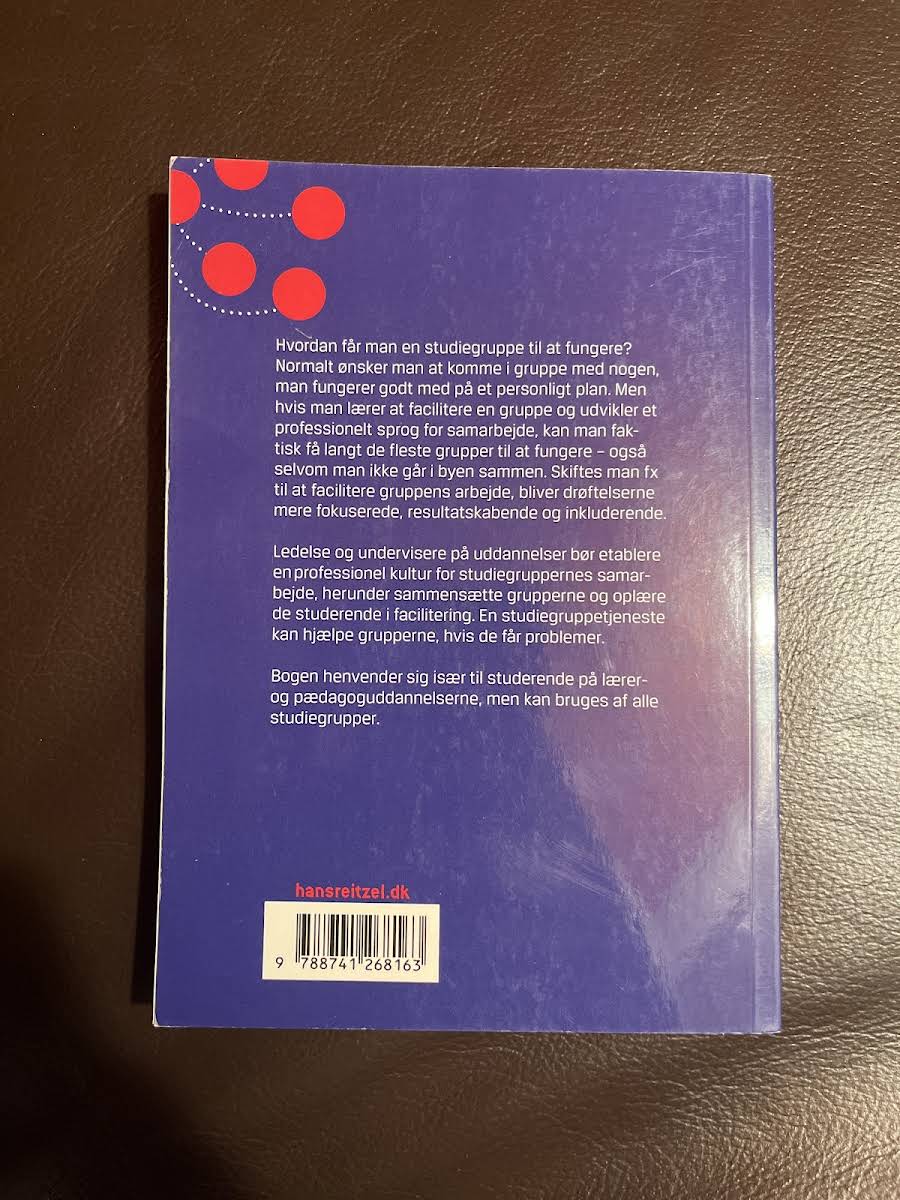 Hvordan får man en studiegruppe til at fungere?
Normalt ønsker man at komme i gruppe med nogen,
man fungerer godt med på et personligt plan. Men
hvis man lærer at facilitere en gruppe og udvikler et
professionelt sprog for samarbejde, kan man fak-
tisk få langt de fleste grupper til at fungere – også
selvom man ikke går i byen sammen. Skiftes man fx
til at facilitere gruppens arbejde, bliver drøftelserne
mere fokuserede, resultatskabende og inkluderende.
Ledelse og undervisere på uddannelser bør etablere
en professionel kultur for studiegruppernes samar-
bejde, herunder sammensætte grupperne og oplære
de studerende i facilitering. En studiegruppetjeneste
kan hjælpe grupperne, hvis de får problemer.
Bogen henvender sig især til studerende på lærer-
og pædagoguddannelserne, men kan bruges af alle
studiegrupper.
hansreitzel.dk
9 788741 268163